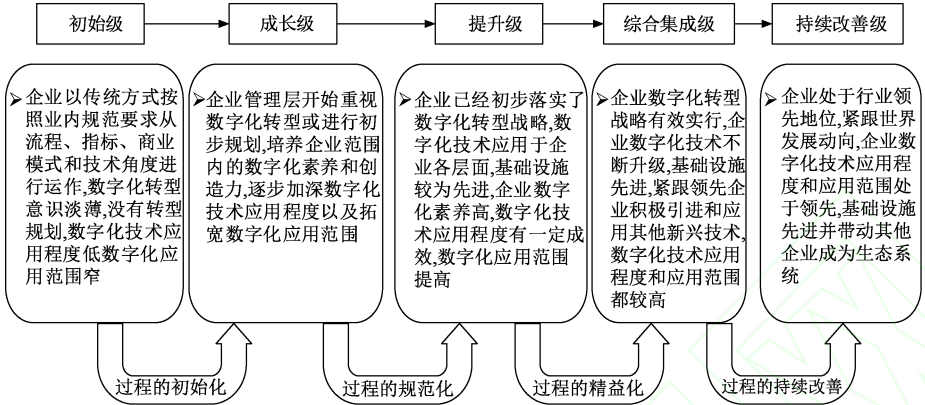 初始级
成长级
提升级
综合集成级
持续改善级
企业以传统方式按
照业内规范要求从
流程、指标、商业
模式和技术角度进
行运作,数字化转型
意识淡薄,没有转型
规划,数字化技术应
用程度低数字化应
用范围窄
企业管理层开始重视
数字化转型或进行初
步规划,培养企业范围
内的数字化素养和创
造力,逐步加深数字化
技术应用程度以及拓
宽数字化应用范围
企业已经初步落实了
数字化转型战略,数
字化技术应用于企
业各层面,基础设施
较为先进,企业数字
化素养高,数字化技
术应用程度有一定成
效,数字化应用范围
提高
企业数字化转型
战略有效实行,企
业数字化技术不
断升级,基础设施
先进,紧跟领先企
业积极引进和应
用其他新兴技术,
数字化技术应用
程度和应用范围
都较高
企业处于行业领
先地位,紧跟世界
发展动向,企业数
字化技术应用程
度和应用范围处
于领先,基础设施
先进并带动其他
企业成为生态系
统
过程的初始化
过程的规范化
过程的精益化
过程的持续改善